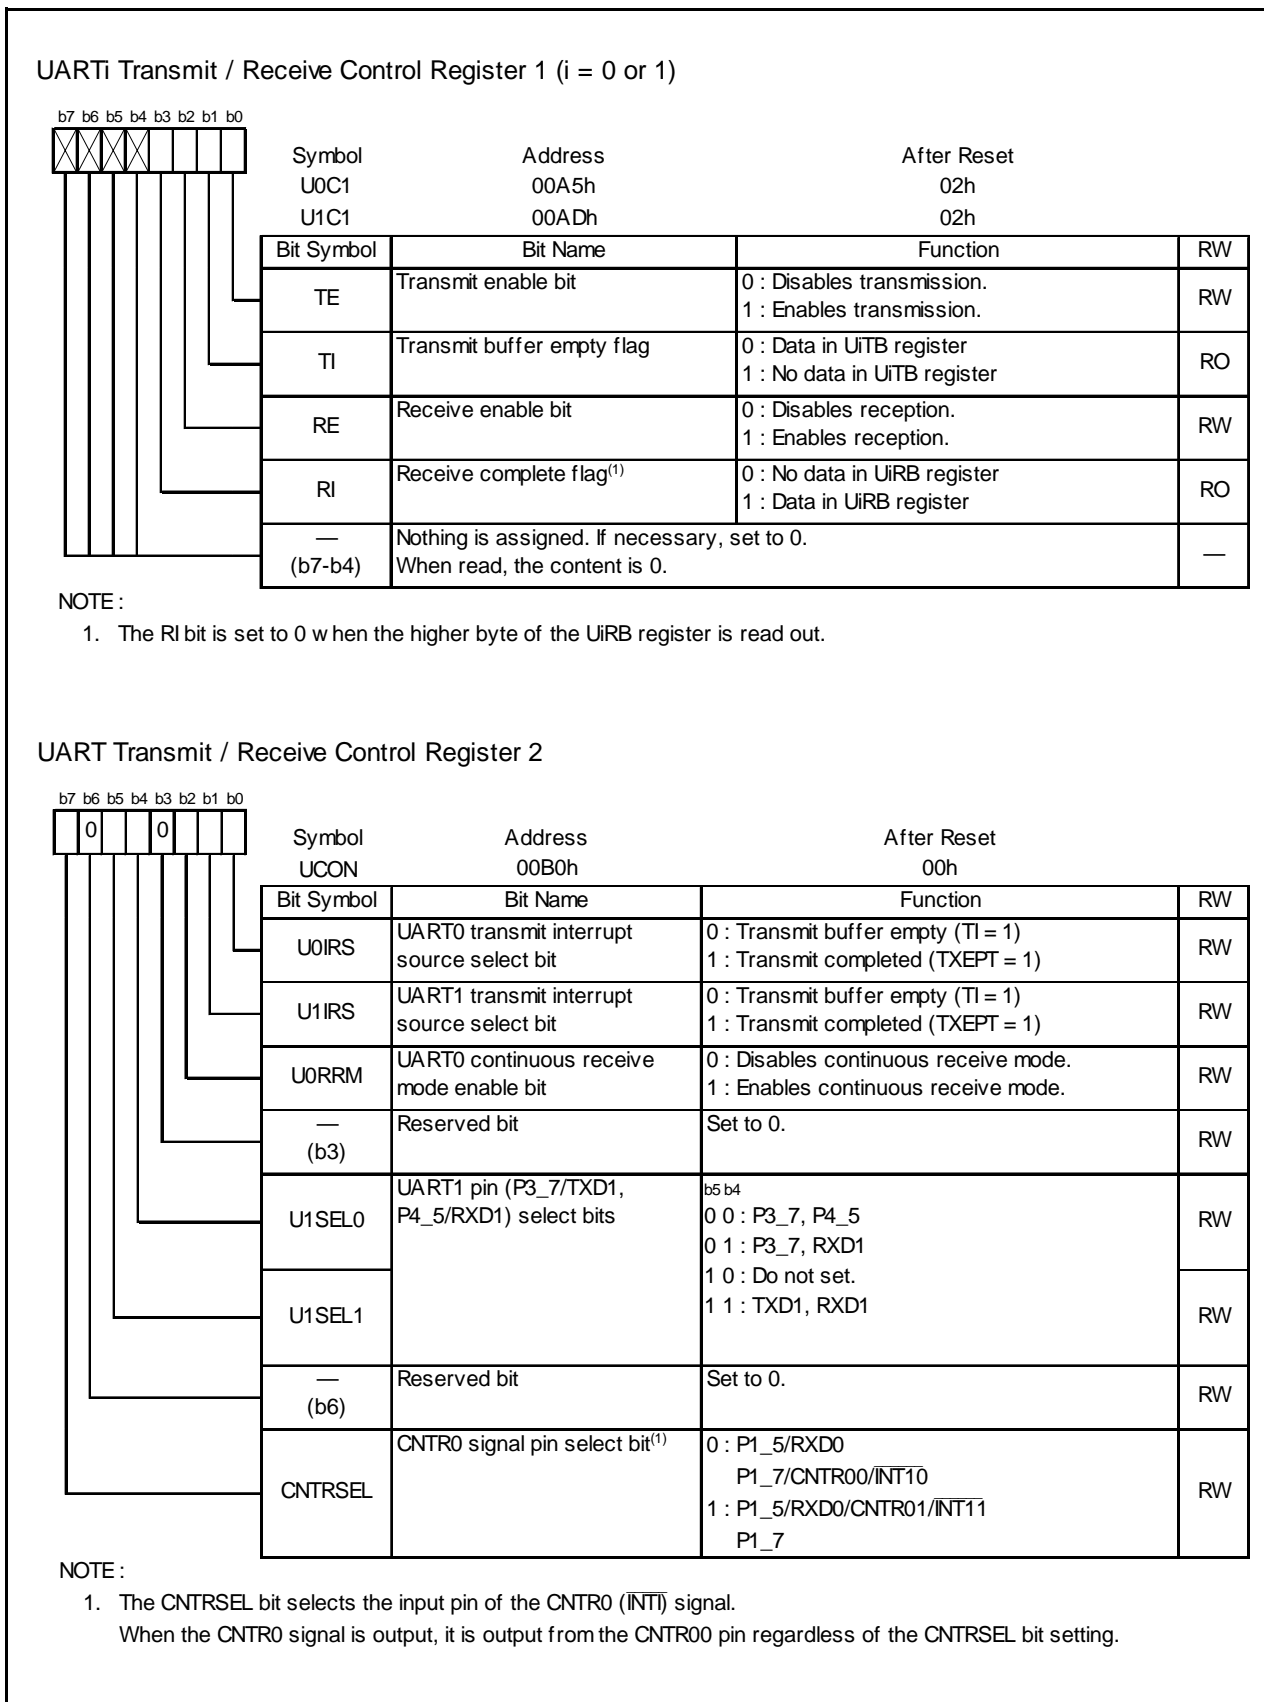 UARTi Transmit / Receive Control Register 1 (i = 0 or 1)
b7 b6 b5 b4 b3 b2 b1 b0
Symbol Address After Reset
U0C1 00A5h 02h
U1C1 00ADh 02h
Bit Symbol Bit Name Function RW
TE Transmit enable bit 0 : Disables transmission. RW
1 : Enables transmission.
TI Transmit buffer empty flag 0 : Data in UiTB register RO
1 : No data in UiTB register
RE Receive enable bit 0 : Disables reception. RW
1 : Enables reception.
RI Receive complete flag(1) 0 : No data in UiRB register RO
1 : Data in UiRB register
— Nothing is assigned. If necessary, set to 0. —
(b7-b4) When read, the content is 0.
NOTE :
1. The RI bit is set to 0 w hen the higher byte of the UiRB register is read out.
UART Transmit / Receive Control Register 2
b7 b6 b5 b4 b3 b2 b1 b0
0 0
Symbol Address After Reset
UCON 00B0h 00h
Bit Symbol Bit Name Function RW
U0IRS UART0 transmit interrupt 0 : Transmit buffer empty (TI = 1) RW
source select bit 1 : Transmit completed (TXEPT = 1)
U1IRS UART1 transmit interrupt 0 : Transmit buffer empty (TI = 1) RW
source select bit 1 : Transmit completed (TXEPT = 1)
U0RRM UART0 continuous receive 0 : Disables continuous receive mode. RW
mode enable bit 1 : Enables continuous receive mode.
— Reserved bit Set to 0. RW
(b3)
UART1 pin (P3_7/TXD1, b5 b4
U1SEL0 P4_5/RXD1) select bits 0 0 : P3_7, P4_5 RW
0 1 : P3_7, RXD1
1 0 : Do not set.
U1SEL1 1 1 : TXD1, RXD1 RW
— Reserved bit Set to 0. RW
(b6)
CNTRSEL CNTR0 signal pin select bit(1) 0 : P1_5/RXD0 RW
P1_7/CNTR00/I̅N̅T̅1̅0̅
1 : P1_5/RXD0/CNTR01/I̅N̅T̅1̅1̅
P1_7
NOTE :
1. The CNTRSEL bit selects the input pin of the CNTR0 (I̅N̅T̅I̅) signal.
When the CNTR0 signal is output, it is output from the CNTR00 pin regardless of the CNTRSEL bit setting.